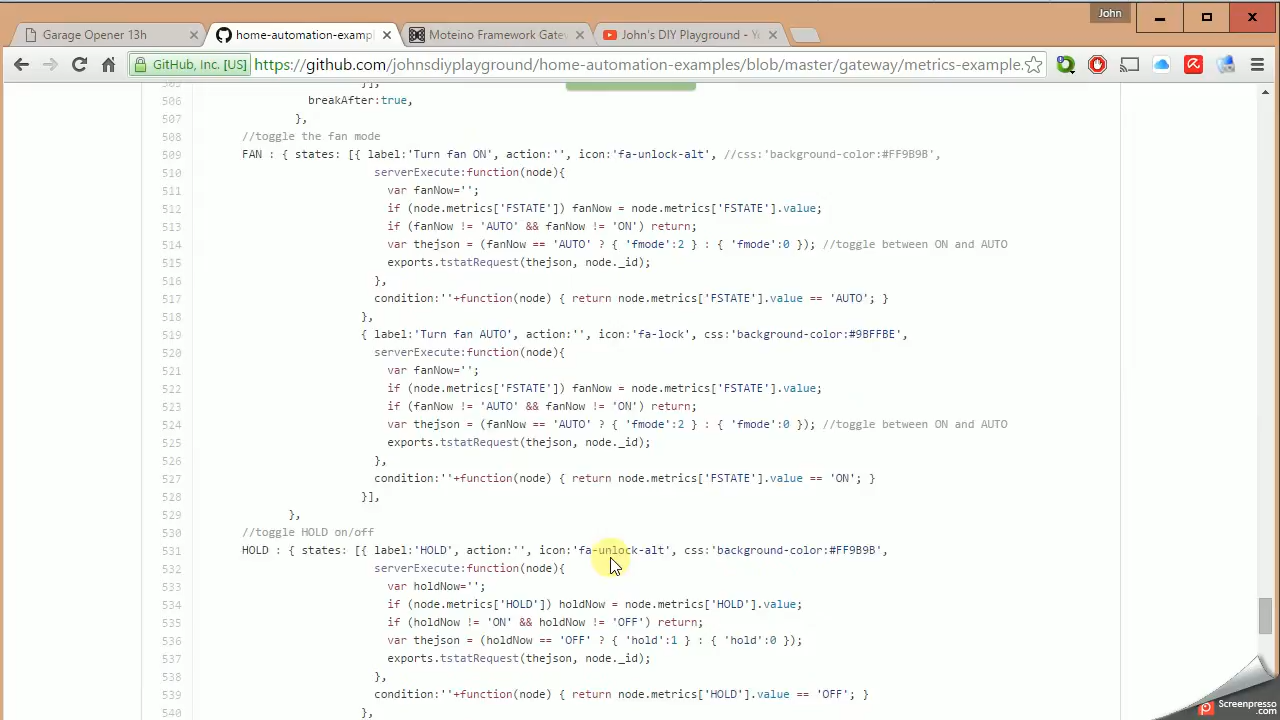 John
Garage Opener 13h
home-automation-exampl
Moteino Framework Gatew
John's DIY Playground - Yo
GitHub, Inc. [US]
https://github.com/johnsdiyplayground/home-automation-examples/blob/master/gateway/metrics-example.
506 breakAfter:true,
507 },
508 //toggle the fan mode
509 FAN : { states: [{ label:'Turn fan ON', action:'', icon:'fa-unlock-alt', //css:'background-color:#FF9B9B',
510 serverExecute:function(node){
511 var fanNow='';
512 if (node.metrics['FSTATE']) fanNow = node.metrics['FSTATE'].value;
513 if (fanNow != 'AUTO' && fanNow != 'ON') return;
514 var thejson = (fanNow == 'AUTO' ? { 'fmode':2 } : { 'fmode':0 }); //toggle between ON and AUTO
515 exports.tstatRequest(thejson, node._id);
516 },
517 condition:''+function(node) { return node.metrics['FSTATE'].value == 'AUTO'; }
518 },
519 { label:'Turn fan AUTO', action:'', icon:'fa-lock', css:'background-color:#9BFFBE',
520 serverExecute:function(node){
521 var fanNow='';
522 if (node.metrics['FSTATE']) fanNow = node.metrics['FSTATE'].value;
523 if (fanNow != 'AUTO' && fanNow != 'ON') return;
524 var thejson = (fanNow == 'AUTO' ? { 'fmode':2 } : { 'fmode':0 }); //toggle between ON and AUTO
525 exports.tstatRequest(thejson, node._id);
526 },
527 condition:''+function(node) { return node.metrics['FSTATE'].value == 'ON'; }
528 }],
529 },
530 //toggle HOLD on/off
531 HOLD : { states: [{ label:'HOLD', action:'', icon:'fa-unlock-alt', css:'background-color:#FF9B9B',
532 serverExecute:function(node){
533 var holdNow='';
534 if (node.metrics['HOLD']) holdNow = node.metrics['HOLD'].value;
535 if (holdNow != 'ON' && holdNow != 'OFF') return;
536 var thejson = (holdNow == 'OFF' ? { 'hold':1 } : { 'hold':0 });
537 exports.tstatRequest(thejson, node._id);
538 },
539 condition:''+function(node) { return node.metrics['HOLD'].value == 'OFF'; }
540 },
Screenpresso
.com